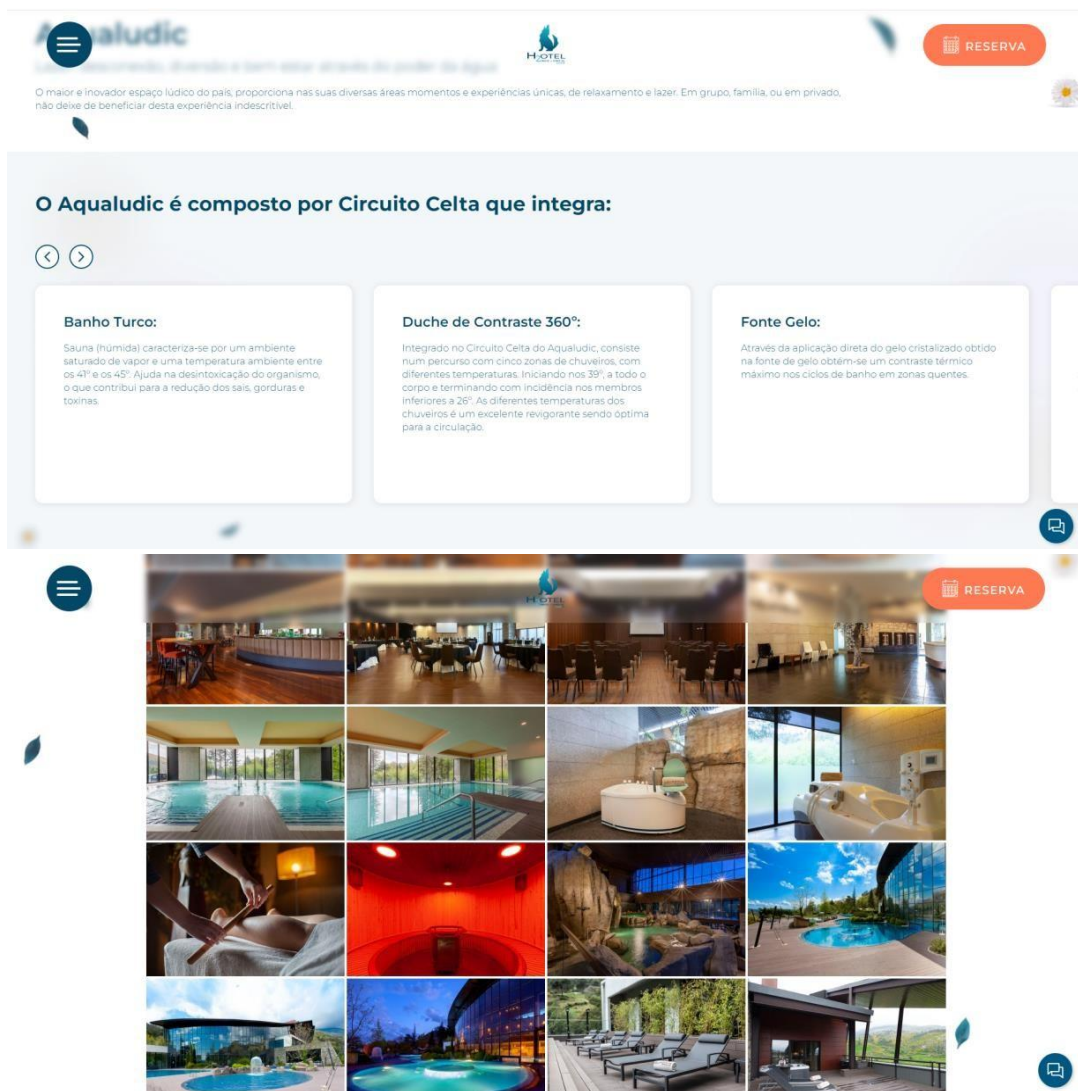 Aqualudic
H2OTEL
RESERVA
O maior e inovador espaço lúdico do país, proporciona nas suas diversas áreas momentos e experiências únicas, de relaxamento e lazer. Em grupo, família, ou em privado,
não deixe de beneficiar desta experiência indescritível.
O Aqualudic é composto por Circuito Celta que integra:
Banho Turco:
Sauna (húmida) caracteriza-se por um ambiente
saturado de vapor e uma temperatura ambiente entre
os 41º e os 45º. Ajuda na desintoxicação do organismo,
o que contribui para a redução dos sais, gorduras e
toxinas.
Duche de Contraste 360º:
Integrado no Circuito Celta do Aqualudic, consiste
num percurso com cinco zonas de chuveiros, com
diferentes temperaturas. Iniciando nos 39º, a todo o
corpo e terminando com incidência nos membros
inferiores a 26º. As diferentes temperaturas dos
chuveiros é um excelente revigorante sendo óptima
para a circulação.
Fonte Gelo:
Através da aplicação direta do gelo cristalizado obtido
na fonte de gelo obtém-se um contraste térmico
máximo nos ciclos de banho em zonas quentes.
H2OTEL
RESERVA